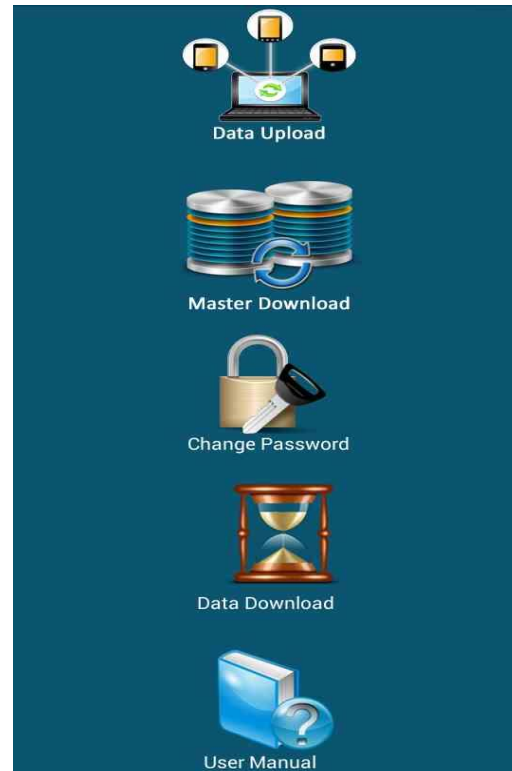 Data Upload
Master Download
Change Password
Data Download
User Manual